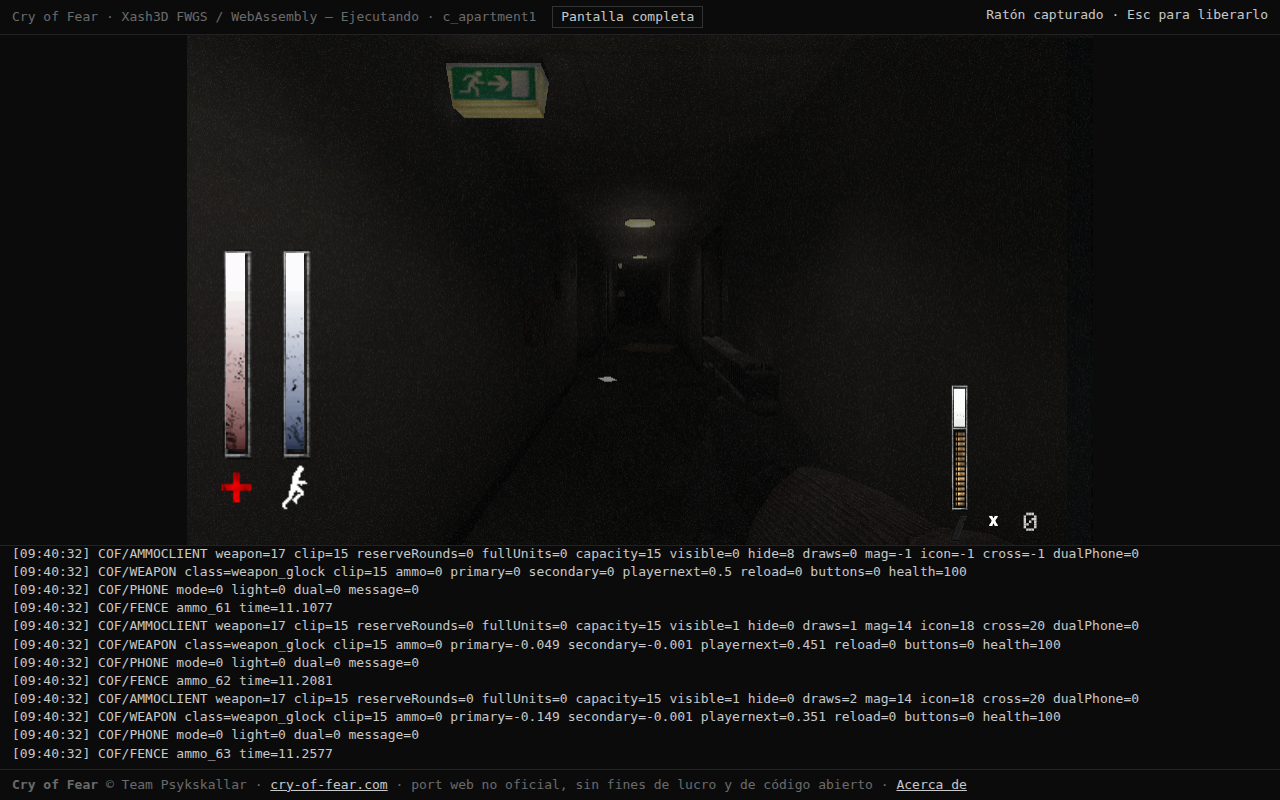 Cry of Fear · Xash3D FWGS / WebAssembly — Ejecutando · c_apartment1
Pantalla completa
Ratón capturado · Esc para liberarlo
x 0
[09:40:32] COF/AMMOCLIENT weapon=17 clip=15 reserveRounds=0 fullUnits=0 capacity=15 visible=0 hide=8 draws=0 mag=-1 icon=-1 cross=-1 dualPhone=0
[09:40:32] COF/WEAPON class=weapon_glock clip=15 ammo=0 primary=0 secondary=0 playernext=0.5 reload=0 buttons=0 health=100
[09:40:32] COF/PHONE mode=0 light=0 dual=0 message=0
[09:40:32] COF/FENCE ammo_61 time=11.1077
[09:40:32] COF/AMMOCLIENT weapon=17 clip=15 reserveRounds=0 fullUnits=0 capacity=15 visible=1 hide=0 draws=1 mag=14 icon=18 cross=20 dualPhone=0
[09:40:32] COF/WEAPON class=weapon_glock clip=15 ammo=0 primary=-0.049 secondary=-0.001 playernext=0.451 reload=0 buttons=0 health=100
[09:40:32] COF/PHONE mode=0 light=0 dual=0 message=0
[09:40:32] COF/FENCE ammo_62 time=11.2081
[09:40:32] COF/AMMOCLIENT weapon=17 clip=15 reserveRounds=0 fullUnits=0 capacity=15 visible=1 hide=0 draws=2 mag=14 icon=18 cross=20 dualPhone=0
[09:40:32] COF/WEAPON class=weapon_glock clip=15 ammo=0 primary=-0.149 secondary=-0.001 playernext=0.351 reload=0 buttons=0 health=100
[09:40:32] COF/PHONE mode=0 light=0 dual=0 message=0
[09:40:32] COF/FENCE ammo_63 time=11.2577
Cry of Fear © Team Psykskallar · cry-of-fear.com · port web no oficial, sin fines de lucro y de código abierto · Acerca de